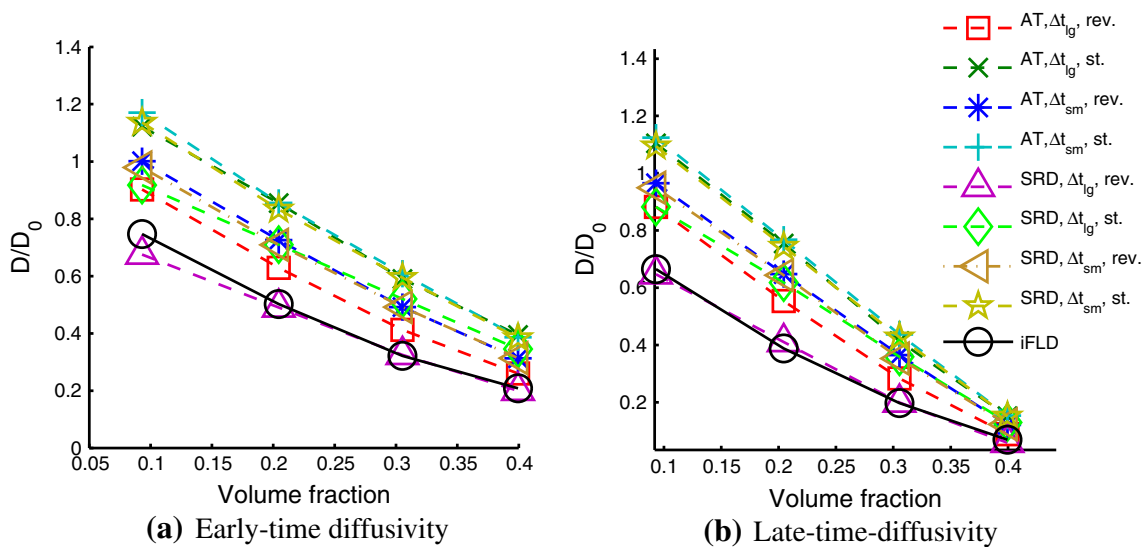 1.4
1.2
1
0.8
0.6
0.4
0.2
0
D/D0
0.05 0.1 0.15 0.2 0.25 0.3 0.35 0.4
Volume fraction
(a) Early-time diffusivity
1.4
1.2
1
0.8
0.6
0.4
0.2
D/D0
0.1 0.15 0.2 0.25 0.3 0.35 0.4
Volume fraction
(b) Late-time-diffusivity
AT,Δtlg, rev.
AT,Δtlg, st.
AT,Δtsm, rev.
AT,Δtsm, st.
SRD, Δtlg, rev.
SRD, Δtlg, st.
SRD, Δtsm, rev.
SRD, Δtsm, st.
iFLD